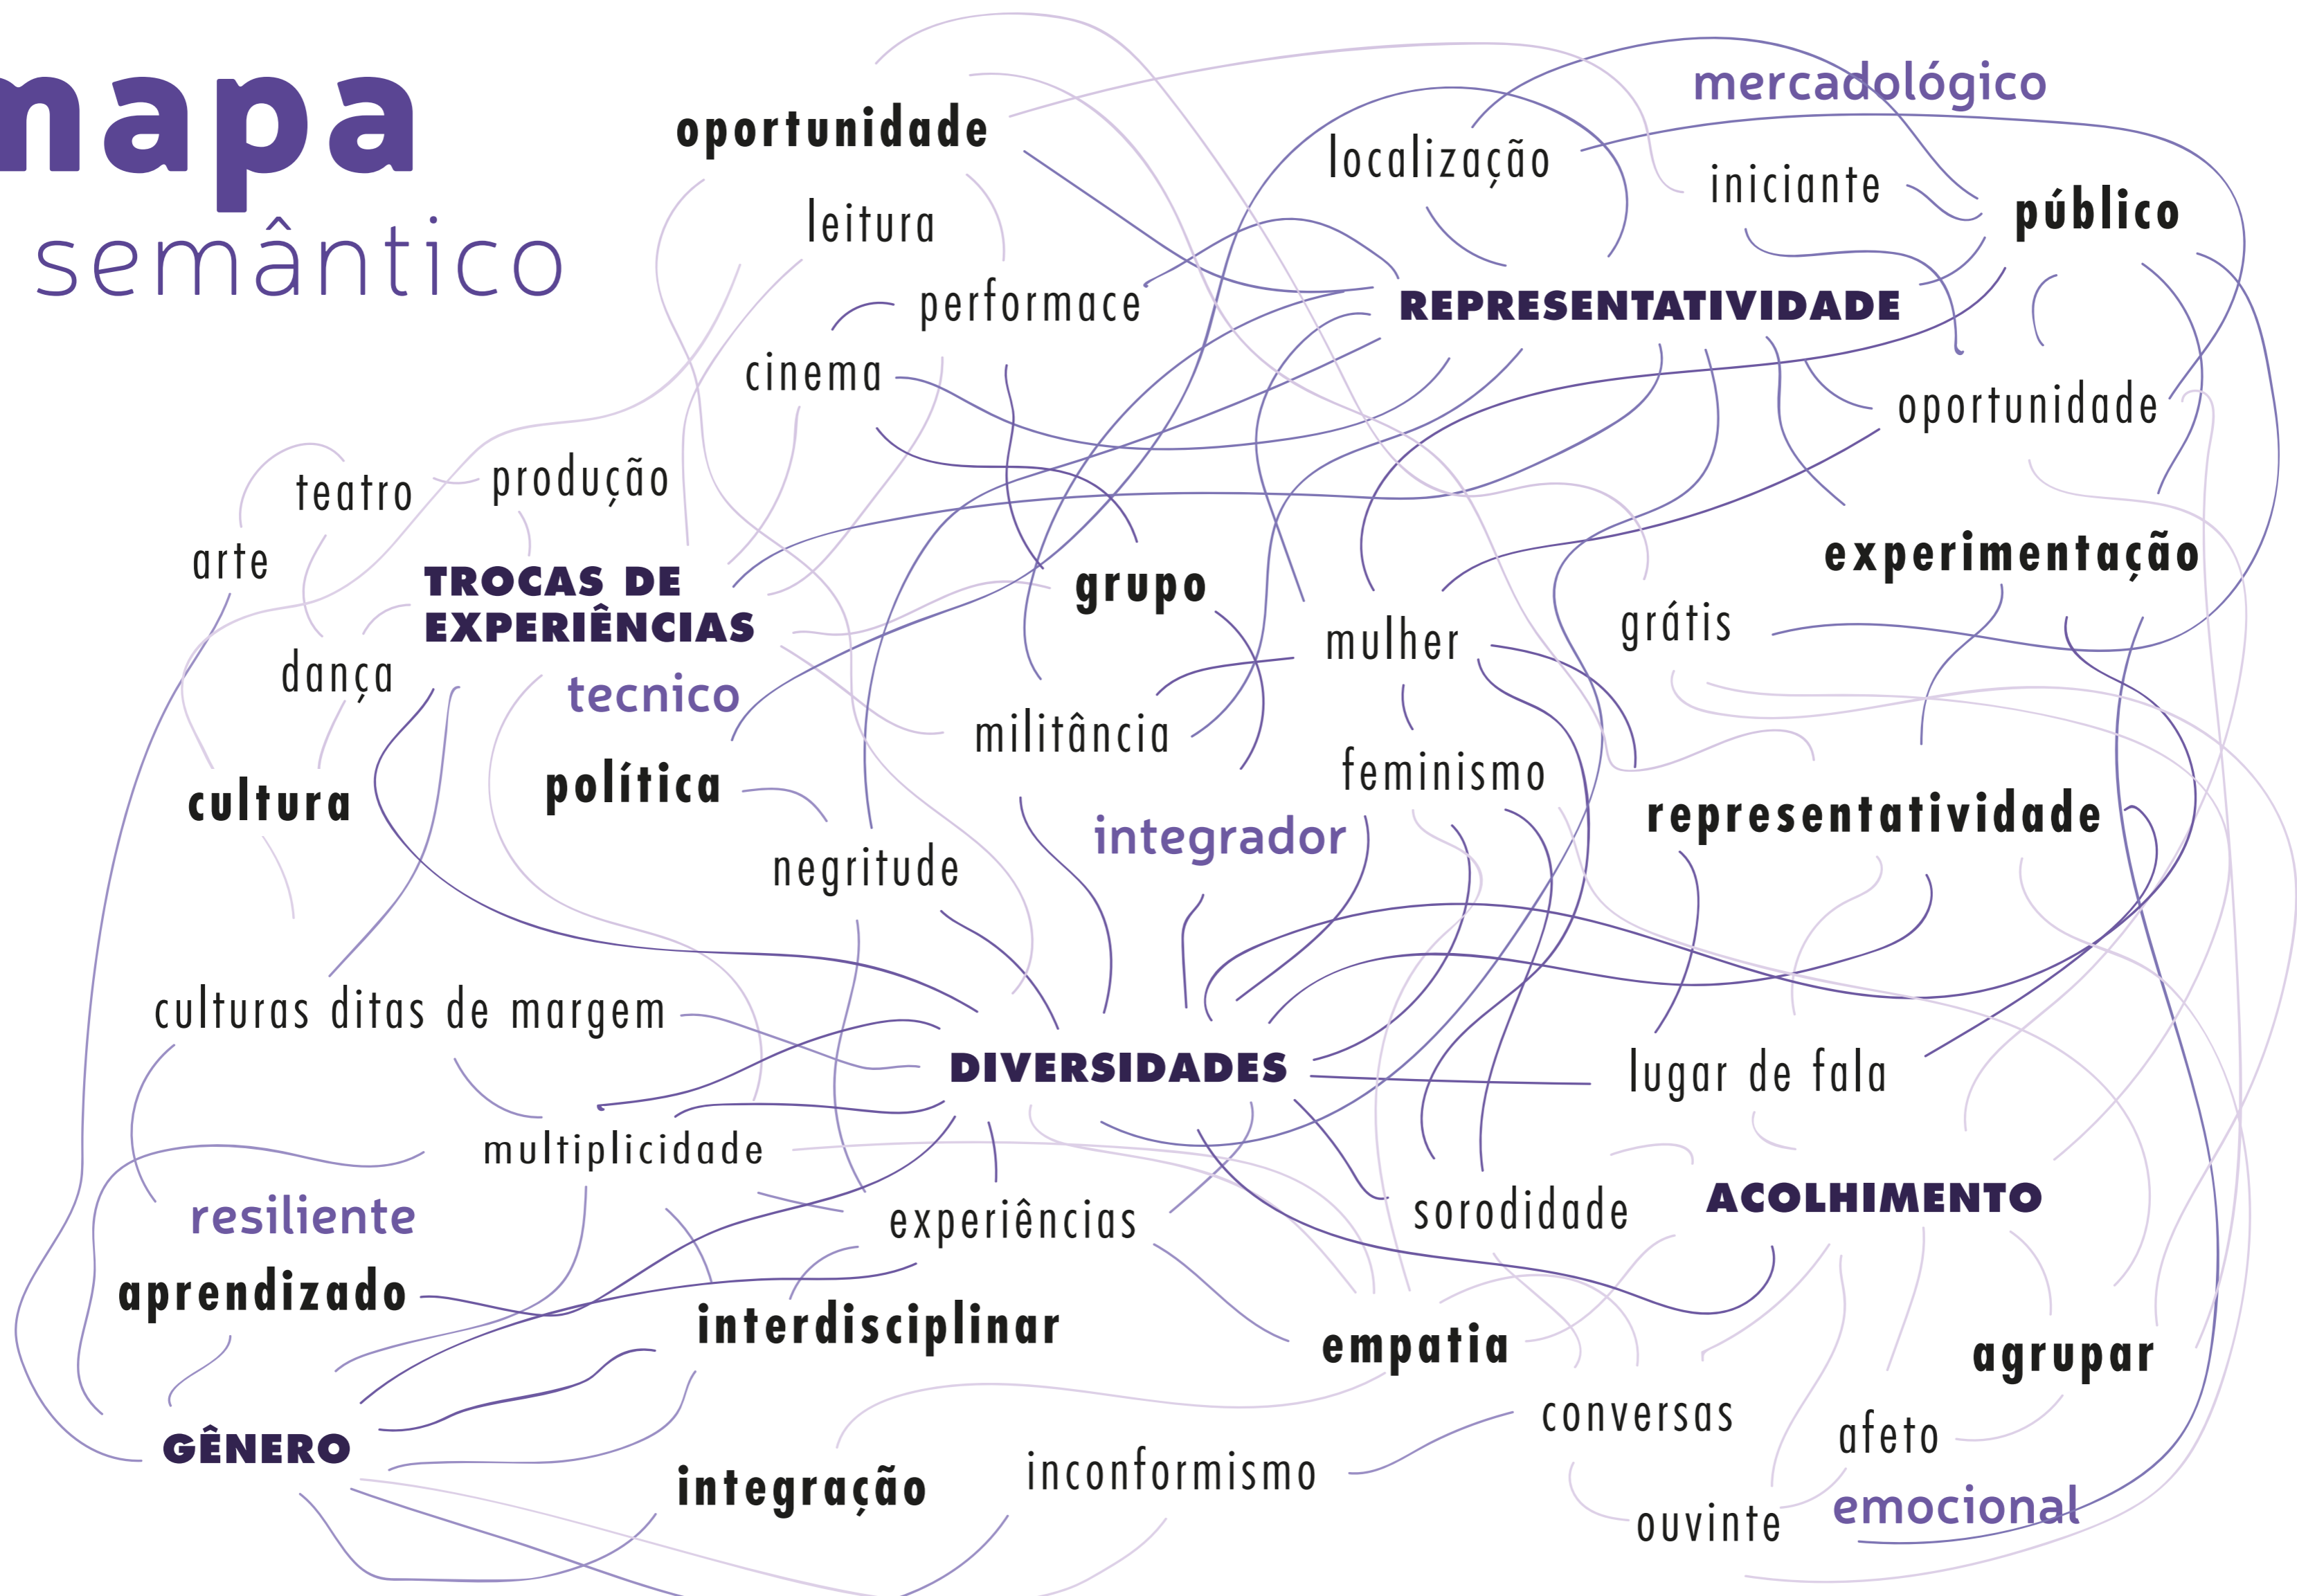 mapa
semântico
mercadológico
oportunidade
localização
iniciante
público
leitura
performace
REPRESENTATIVIDADE
cinema
oportunidade
teatro
produção
arte
experimentação
TROCAS DE
EXPERIÊNCIAS
grupo
grátis
mulher
dança
tecnico
militância
feminismo
política
cultura
representatividade
integrador
negritude
culturas ditas de margem
DIVERSIDADES
lugar de fala
multiplicidade
ACOLHIMENTO
resiliente
experiências
sorodidade
aprendizado
interdisciplinar
empatia
agrupar
conversas
afeto
GÊNERO
inconformismo
integração
emocional
ouvinte